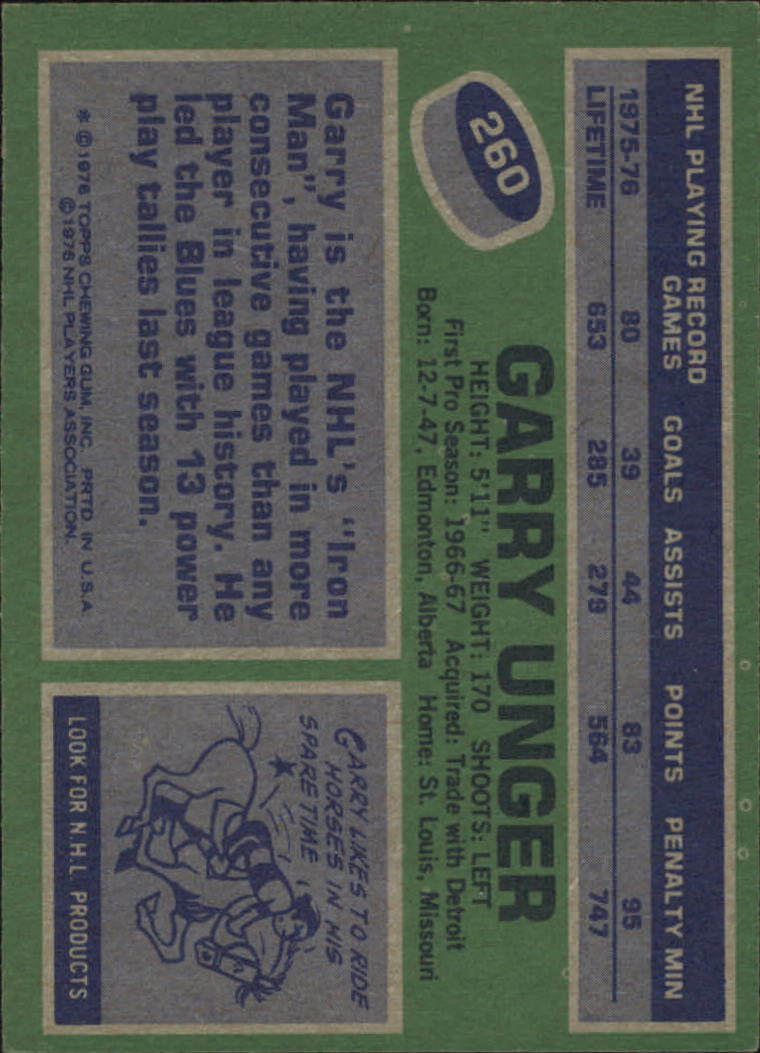 NHL PLAYING RECORD
GAMES GOALS ASSISTS POINTS PENALTY MIN
1975-76 80 39 44 83 95
LIFETIME 653 285 279 564 747
260
GARRY UNGER
HEIGHT: 5'11" WEIGHT: 170 SHOOTS: LEFT
First Pro Season: 1966-67 Acquired: Trade with Detroit
Born: 12-7-47, Edmonton, Alberta Home: St. Louis, Missouri
Garry is the NHL's "Iron
Man", having played in more
consecutive games than any
player in league history. He
led the Blues with 13 power
play tallies last season.
* © 1976 TOPPS CHEWING GUM, INC. PRTD. IN U.S.A.
© 1976 NHL PLAYERS ASSOCIATION.
GARRY LIKES TO RIDE
HORSES IN HIS
SPARE TIME
LOOK FOR N.H.L. PRODUCTS